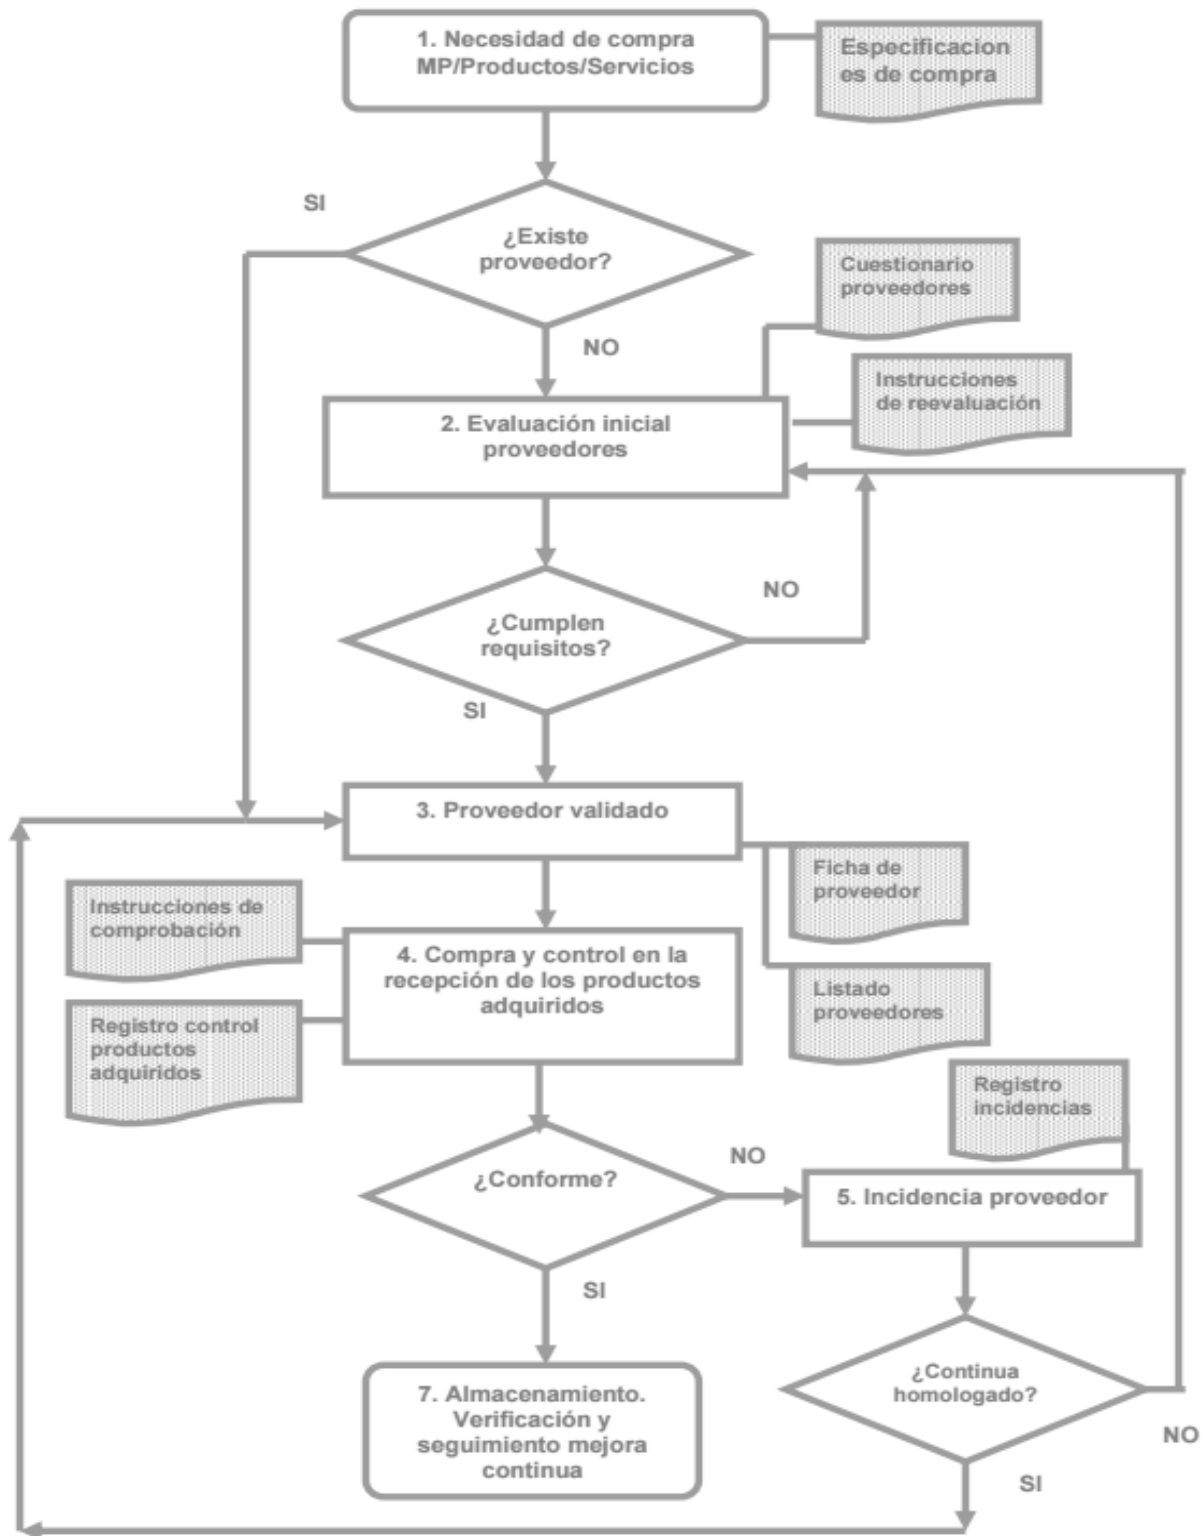 1. Necesidad de compra
MP/Productos/Servicios
Especificacion
es de compra
SI
¿Existe
proveedor?
Cuestionario
proveedores
NO
Instrucciones
de reevaluación
2. Evaluación inicial
proveedores
NO
¿Cumplen
requisitos?
SI
3. Proveedor validado
Ficha de
proveedor
Instrucciones de
comprobación
4. Compra y control en la
recepción de los productos
adquiridos
Listado
proveedores
Registro control
productos
adquiridos
Registro
incidencias
NO
¿Conforme?
5. Incidencia proveedor
SI
¿Continua
homologado?
7. Almacenamiento.
Verificación y
seguimiento mejora
continua
NO
SI